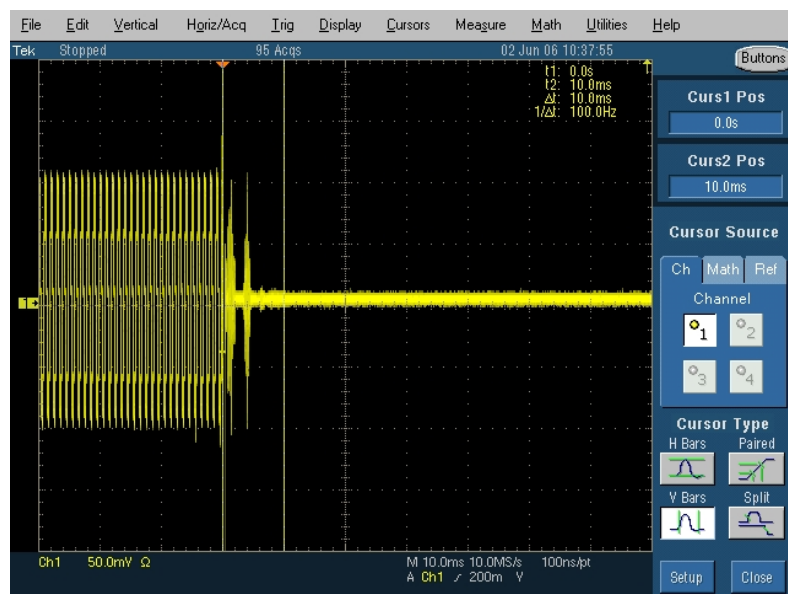 File Edit Vertical Horiz/Acq Trig Display Cursors Measure Math Utilities Help
Tek Stopped 95 Acqs 02 Jun 06 10:37:55
Buttons
t1: 0.0s
t2: 10.0ms
Δt: 10.0ms
1/Δt: 100.0Hz
Curs1 Pos
0.0s
Curs2 Pos
10.0ms
Cursor Source
Ch Math Ref
Channel
1 2
3 4
1
Cursor Type
H Bars Paired
V Bars Split
Ch1 50.0mV Ω
M 10.0ms 10.0MS/s 100ns/pt
A Ch1 ∕ 200m V
Setup Close